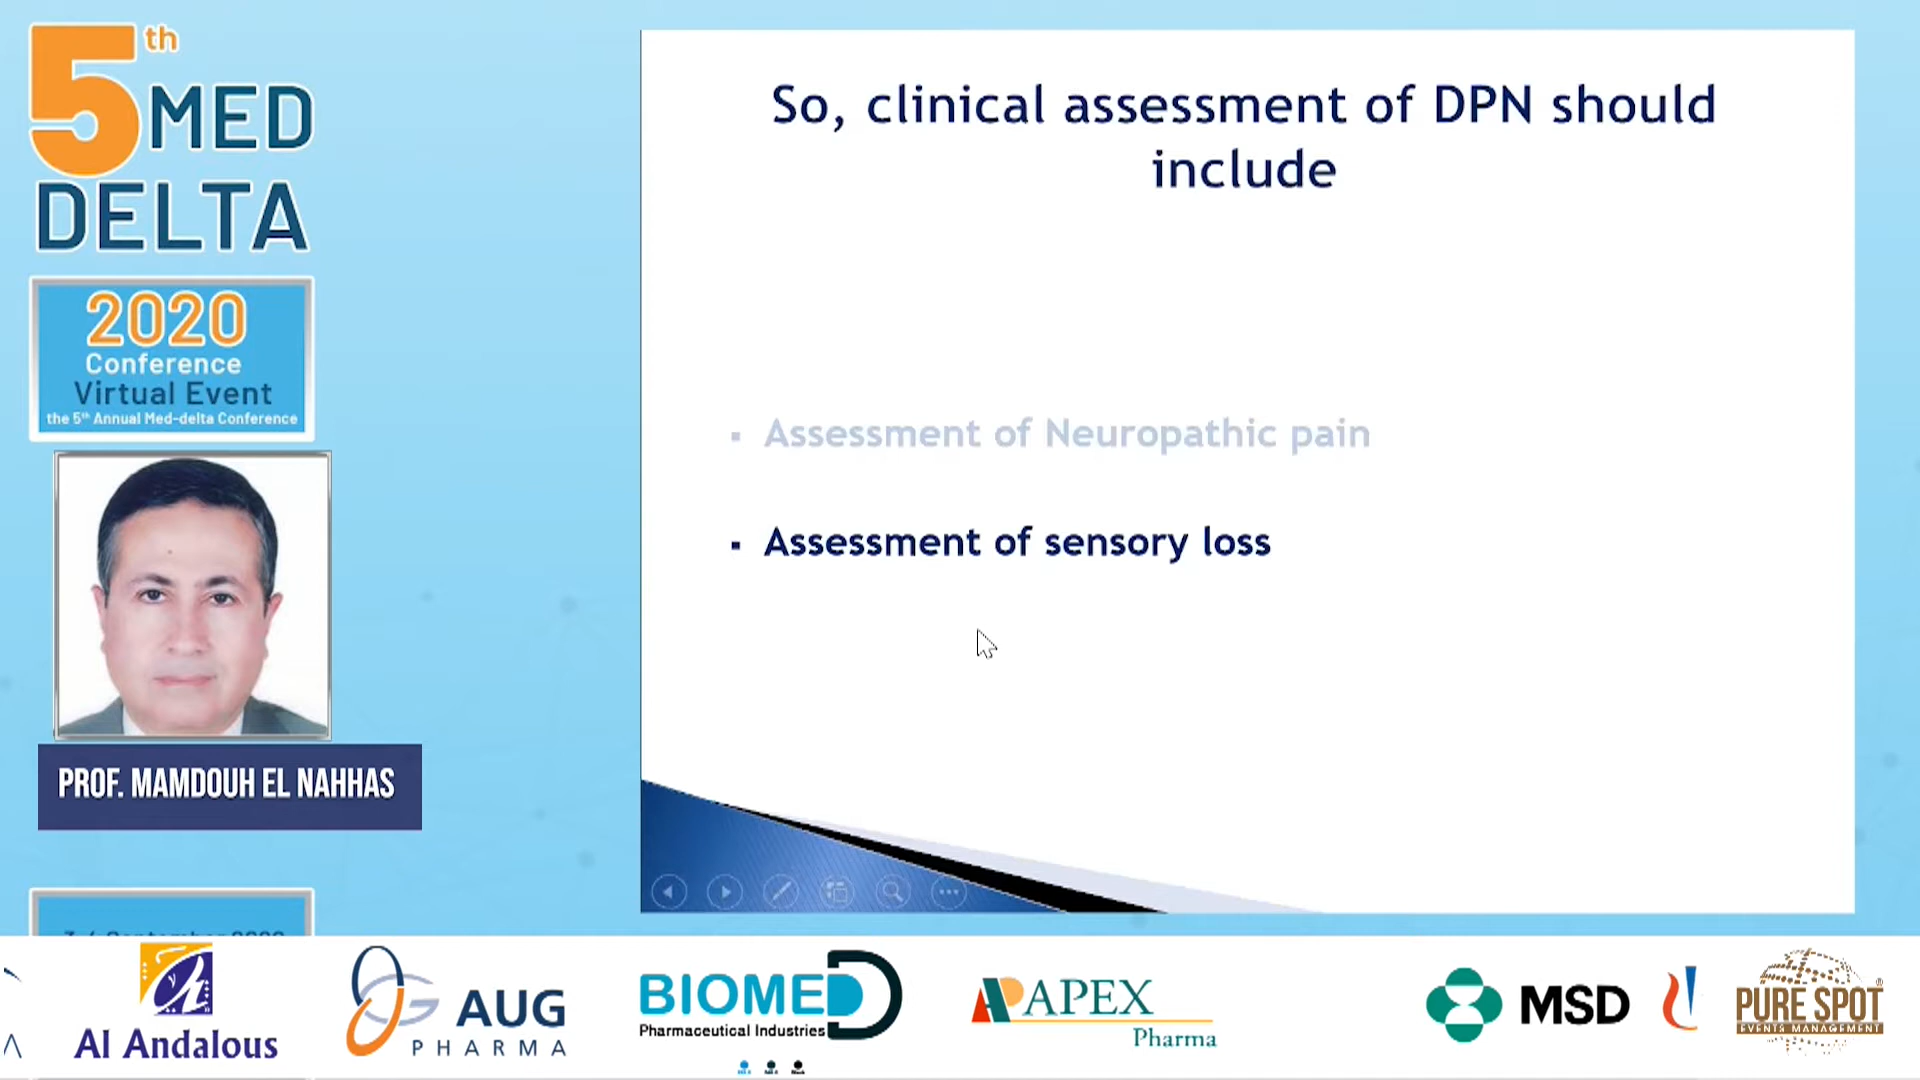 5th
MED
DELTA
2020
Conference
Virtual Event
the 5th Annual Med-delta Conference
PROF. MAMDOUH EL NAHHAS
So, clinical assessment of DPN should
include
▪ Assessment of Neuropathic pain
▪ Assessment of sensory loss
Al Andalous
AUG
PHARMA
BIOMED
Pharmaceutical Industries
APEX
Pharma
MSD
PURE SPOT®
EVENTS MANAGEMENT